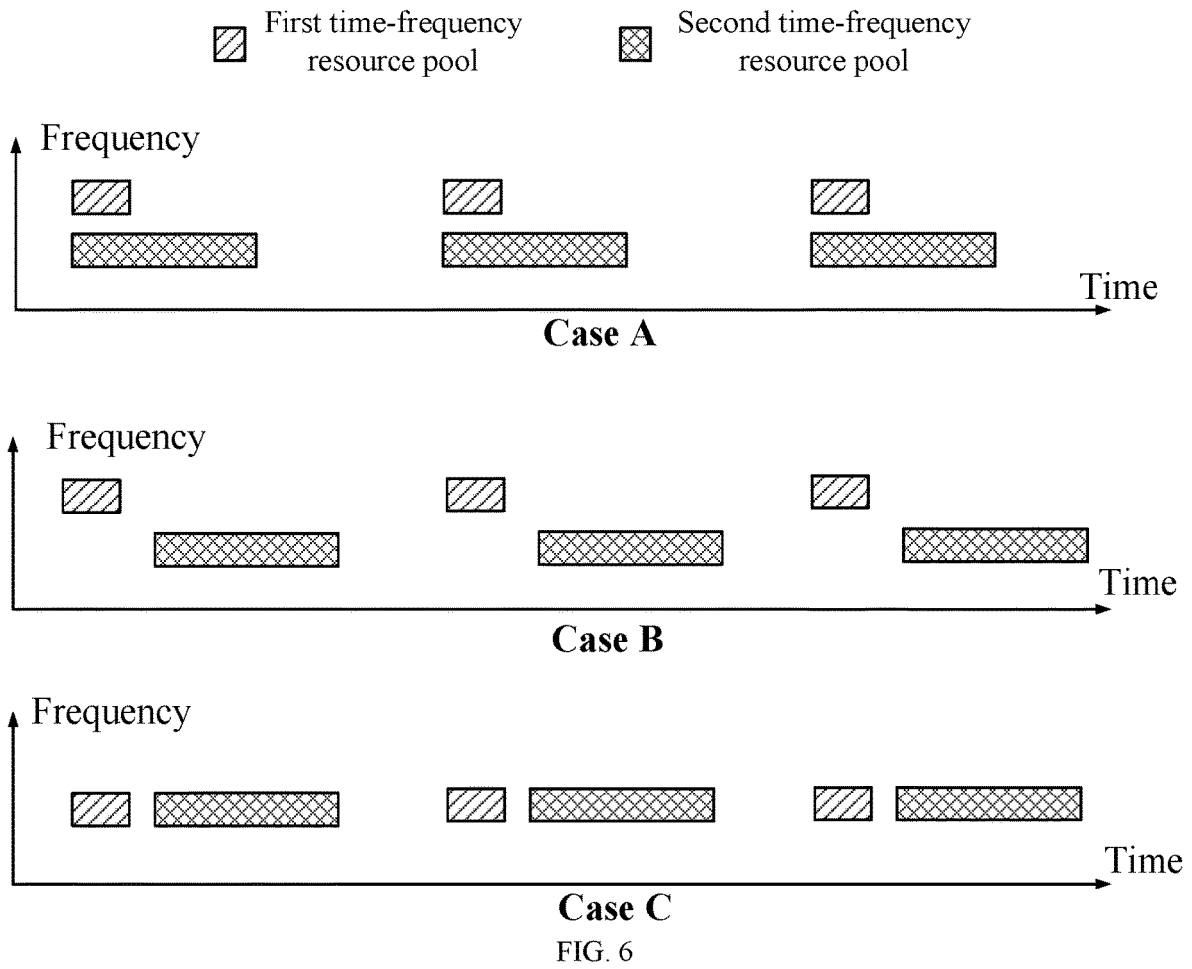 First time-frequency
resource pool
Second time-frequency
resource pool
Frequency
Time
Case A
Frequency
Time
Case B
Frequency
Time
Case C
FIG. 6